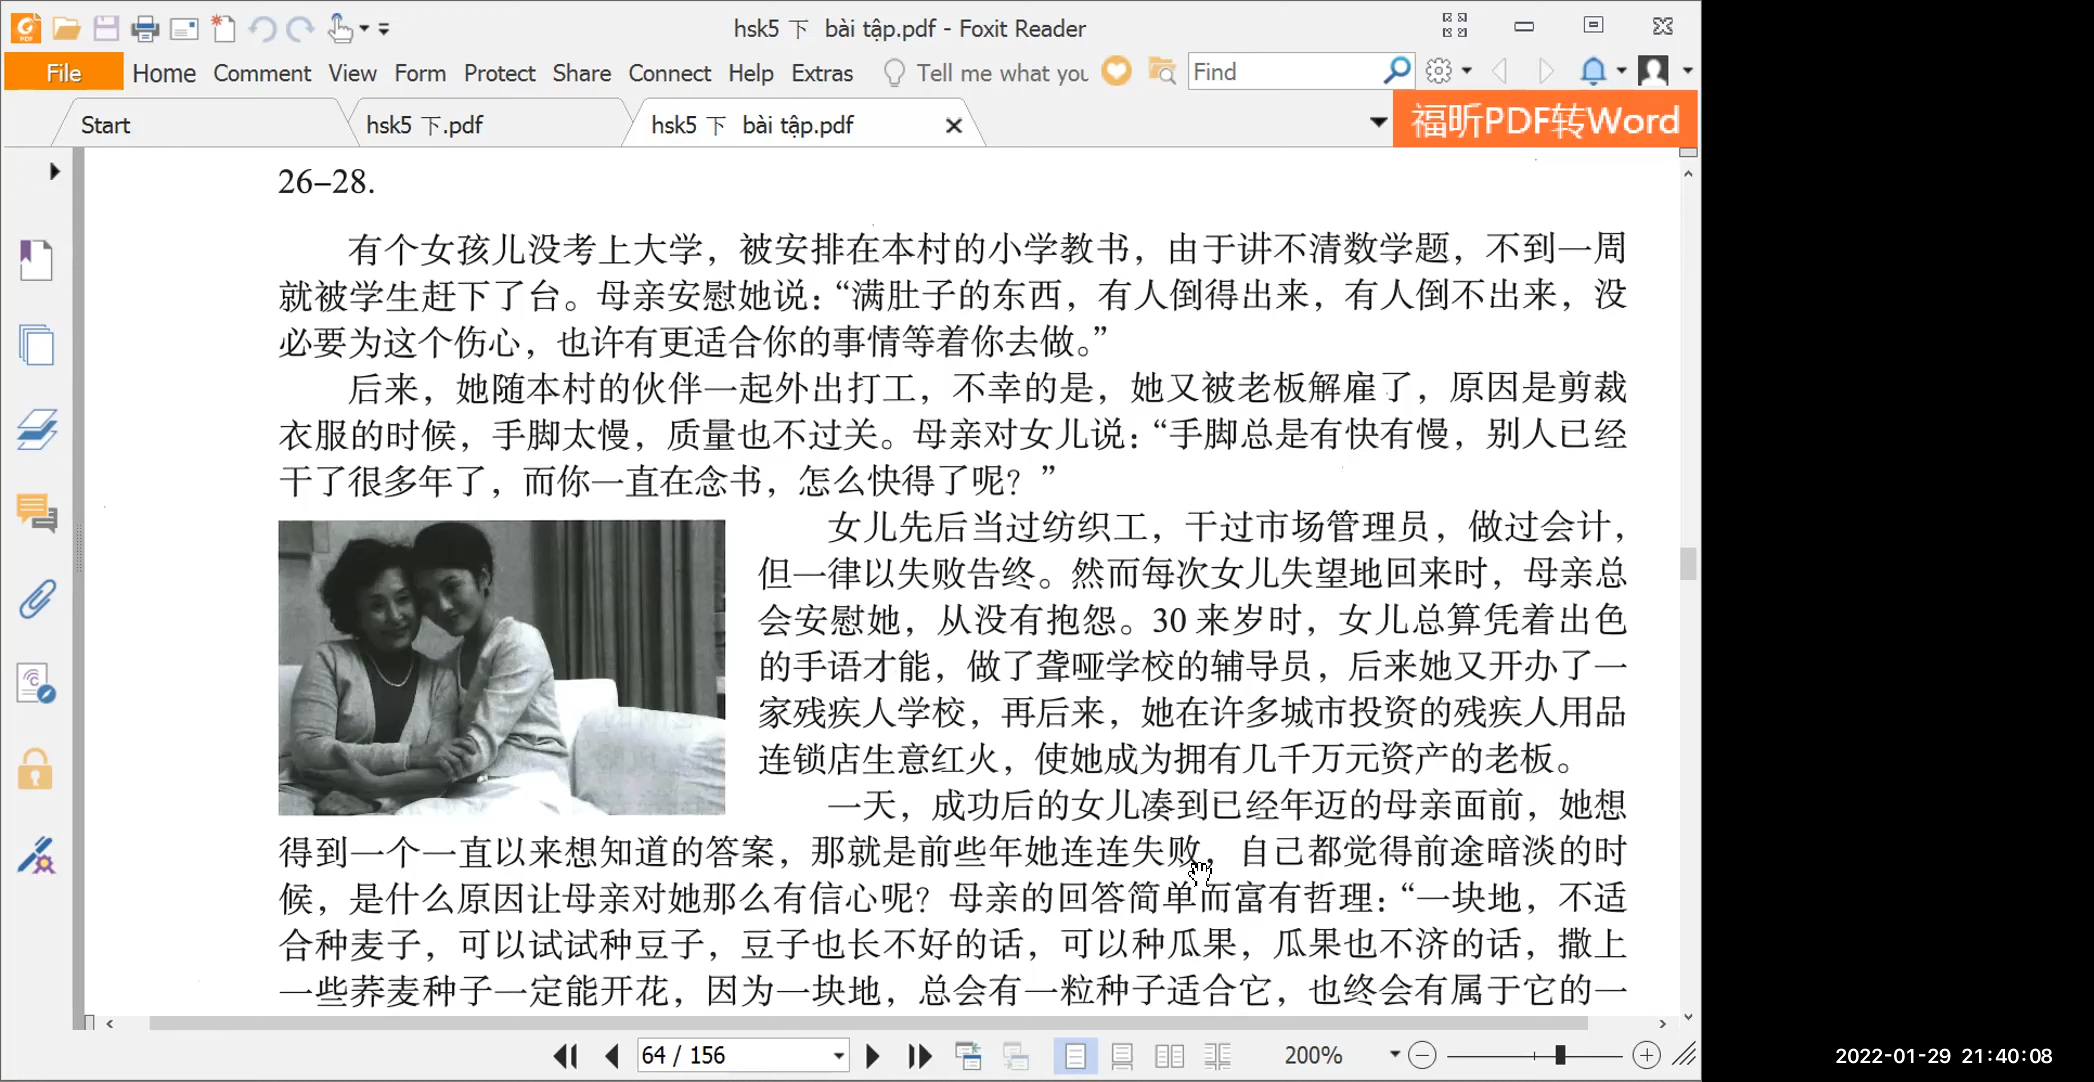 hsk5 下 bài tập.pdf - Foxit Reader
File Home Comment View Form Protect Share Connect Help Extras Tell me what you Find
Start hsk5 下.pdf hsk5 下 bài tập.pdf 福昕PDF转Word
26–28.
有个女孩儿没考上大学，被安排在本村的小学教书，由于讲不清数学题，不到一周
就被学生赶下了台。母亲安慰她说：“满肚子的东西，有人倒得出来，有人倒不出来，没
必要为这个伤心，也许有更适合你的事情等着你去做。”
后来，她随本村的伙伴一起外出打工，不幸的是，她又被老板解雇了，原因是剪裁
衣服的时候，手脚太慢，质量也不过关。母亲对女儿说：“手脚总是有快有慢，别人已经
干了很多年了，而你一直在念书，怎么快得了呢？”
女儿先后当过纺织工，干过市场管理员，做过会计，
但一律以失败告终。然而每次女儿失望地回来时，母亲总
会安慰她，从没有抱怨。30 来岁时，女儿总算凭着出色
的手语才能，做了聋哑学校的辅导员，后来她又开办了一
家残疾人学校，再后来，她在许多城市投资的残疾人用品
连锁店生意红火，使她成为拥有几千万元资产的老板。
一天，成功后的女儿凑到已经年迈的母亲面前，她想
得到一个一直以来想知道的答案，那就是前些年她连连失败，自己都觉得前途暗淡的时
候，是什么原因让母亲对她那么有信心呢？母亲的回答简单而富有哲理：“一块地，不适
合种麦子，可以试试种豆子，豆子也长不好的话，可以种瓜果，瓜果也不济的话，撒上
一些荞麦种子一定能开花，因为一块地，总会有一粒种子适合它，也终会有属于它的一
64 / 156 200%
2022-01-29 21:40:08